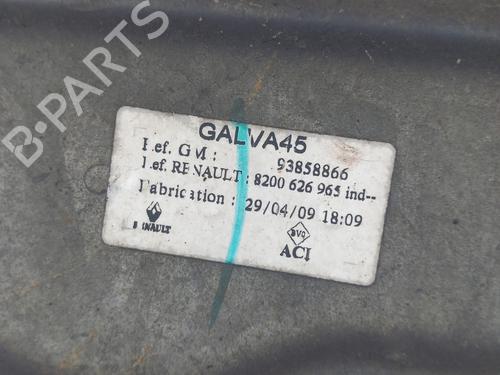 B-PARTS
GALVA45
Ref. GM : 93858866
Ref. RENAULT : 8200 626 965 ind--
Fabrication : 29/04/09 18:09
RENAULT
BVQ
ACI